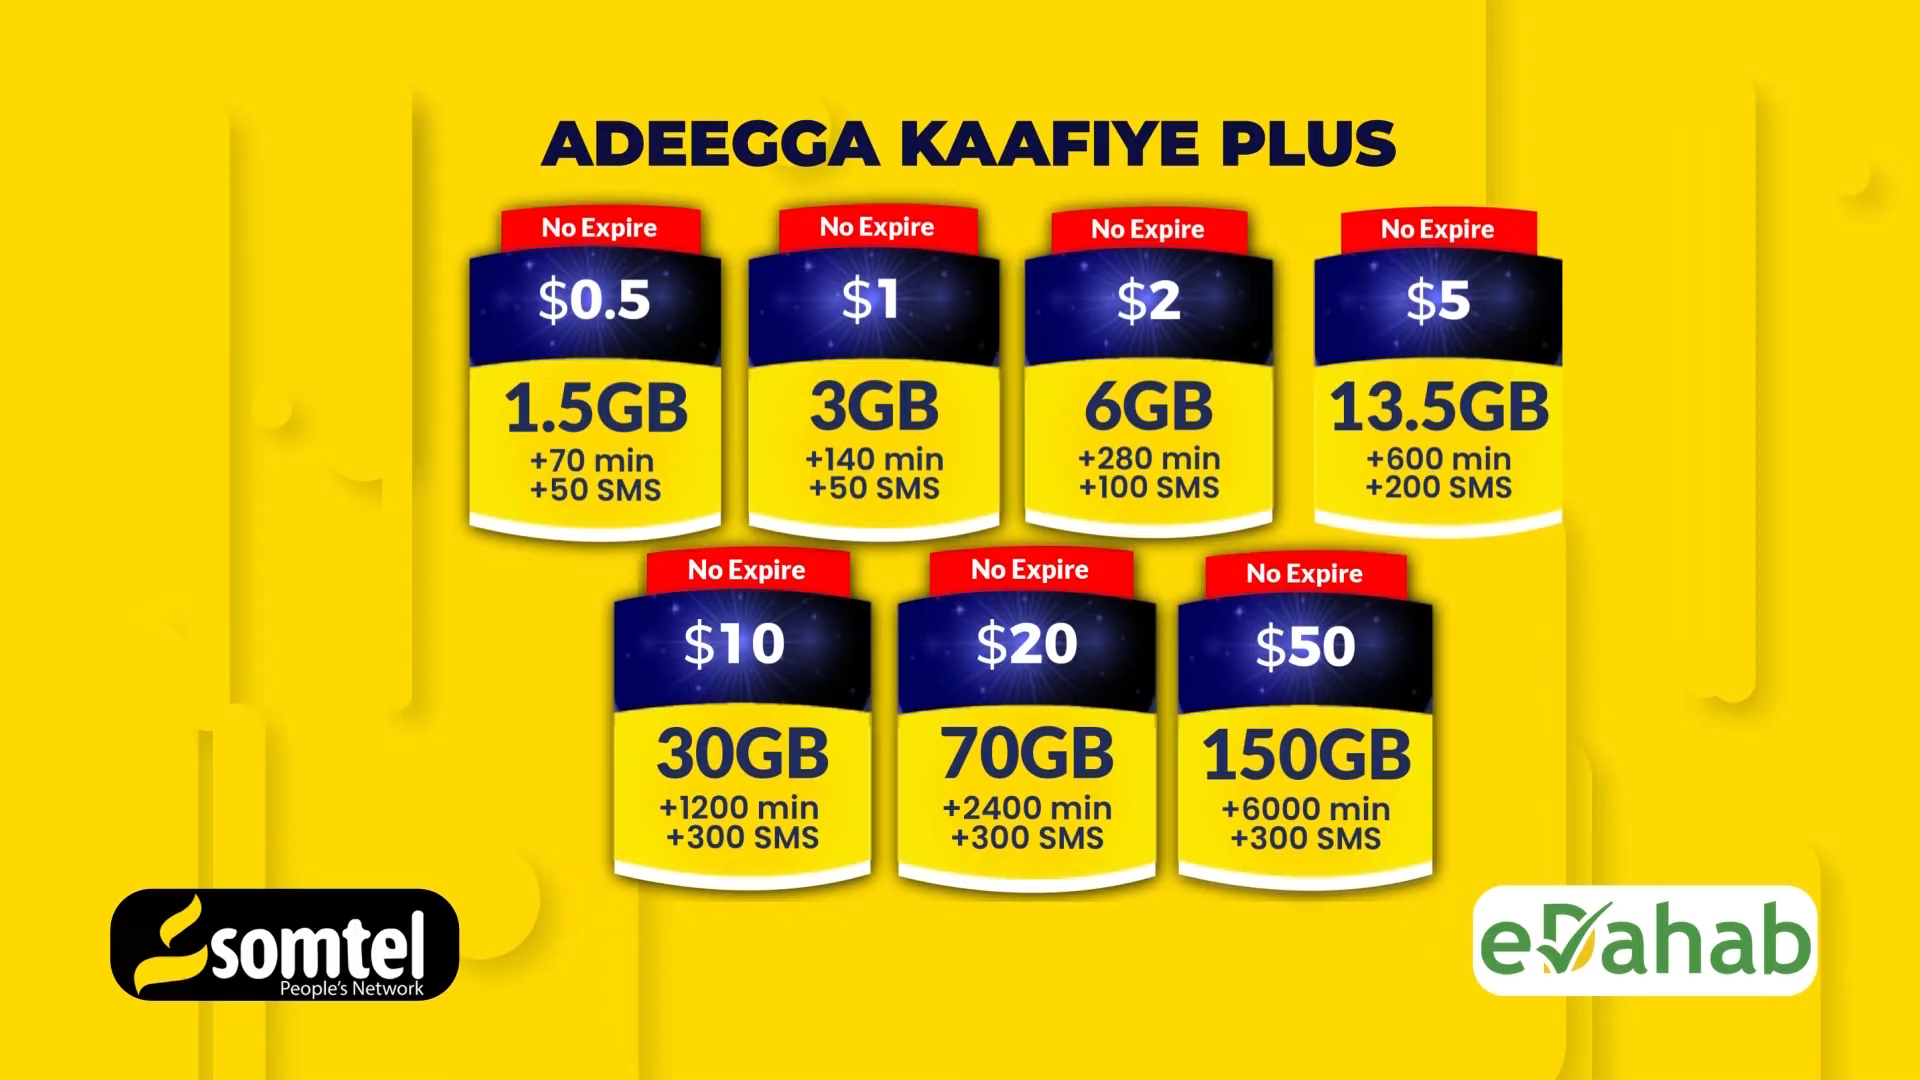 ADEEGGA KAAFIYE PLUS
No Expire
$0.5
1.5GB
+70 min
+50 SMS
No Expire
$1
3GB
+140 min
+50 SMS
No Expire
$2
6GB
+280 min
+100 SMS
No Expire
$5
13.5GB
+600 min
+200 SMS
No Expire
$10
30GB
+1200 min
+300 SMS
No Expire
$20
70GB
+2400 min
+300 SMS
No Expire
$50
150GB
+6000 min
+300 SMS
somtel
People's Network
eDahab